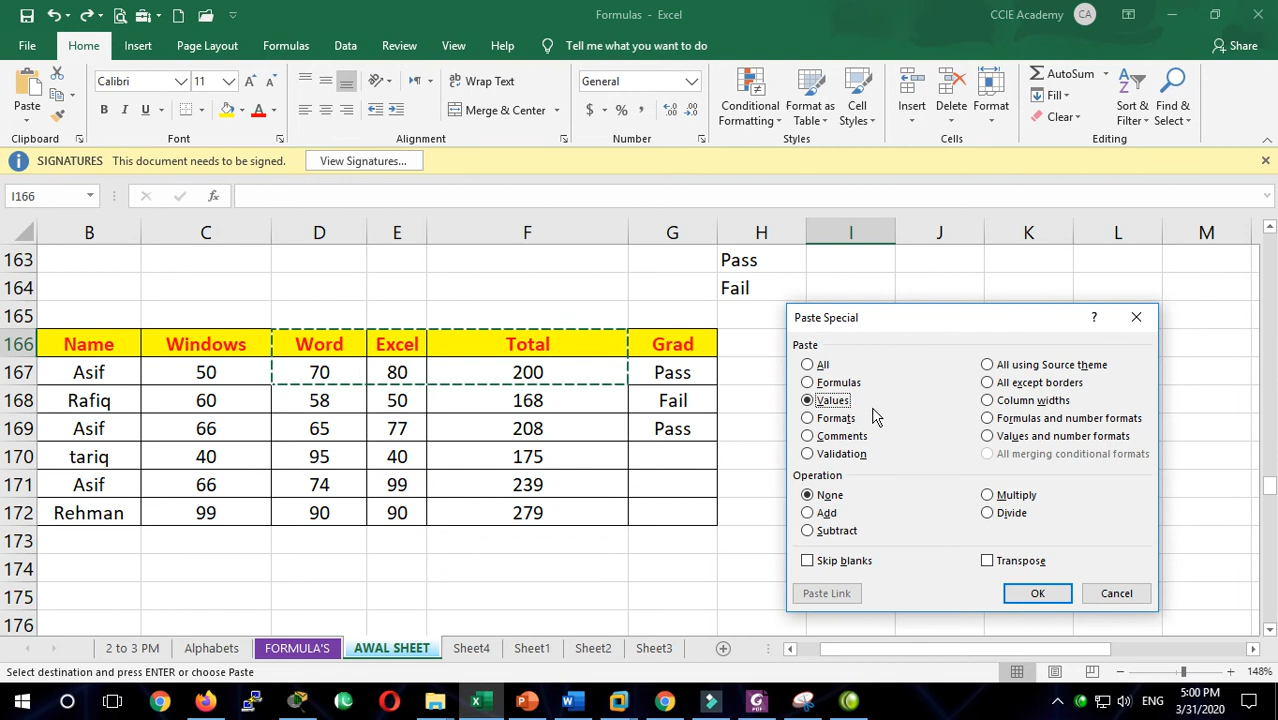 Formulas - Excel
CCIE Academy CA
File Home Insert Page Layout Formulas Data Review View Help Tell me what you want to do Share
Paste
Calibri 11
Wrap Text
General
Conditional Formatting
Format as Table
Cell Styles
Insert Delete Format
AutoSum
Fill
Clear
Sort & Filter
Find & Select
B I U
Merge & Center
$ % ,
Clipboard Font Alignment Number Styles Cells Editing
SIGNATURES This document needs to be signed. View Signatures...
I166 fx
B C D E F G H I J K L M
163 Pass
164 Fail
165
166 Name Windows Word Excel Total Grad
167 Asif 50 70 80 200 Pass
168 Rafiq 60 58 50 168 Fail
169 Asif 66 65 77 208 Pass
170 tariq 40 95 40 175
171 Asif 66 74 99 239
172 Rehman 99 90 90 279
173
174
175
176
Paste Special ?
Paste
All All using Source theme
Formulas All except borders
Values Column widths
Formats Formulas and number formats
Comments Values and number formats
Validation All merging conditional formats
Operation
None Multiply
Add Divide
Subtract
Skip blanks Transpose
Paste Link OK Cancel
2 to 3 PM Alphabets FORMULA'S AWAL SHEET Sheet4 Sheet1 Sheet2 Sheet3
Select destination and press ENTER or choose Paste 148%
ENG 5:00 PM
3/31/2020